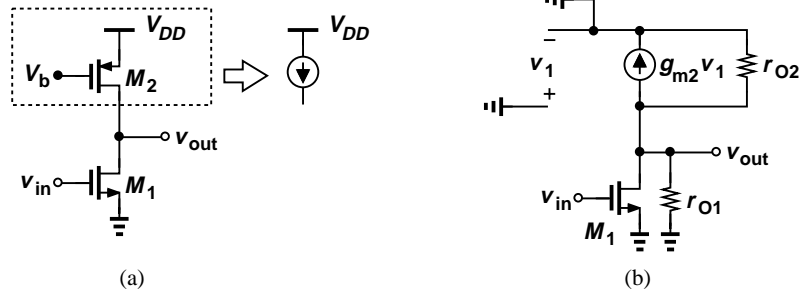 V_DD
V_b
M_2
v_out
v_in
M_1
V_DD
(a)
−
v_1
+
g_m2 v_1
r_O2
v_out
v_in
M_1
r_O1
(b)